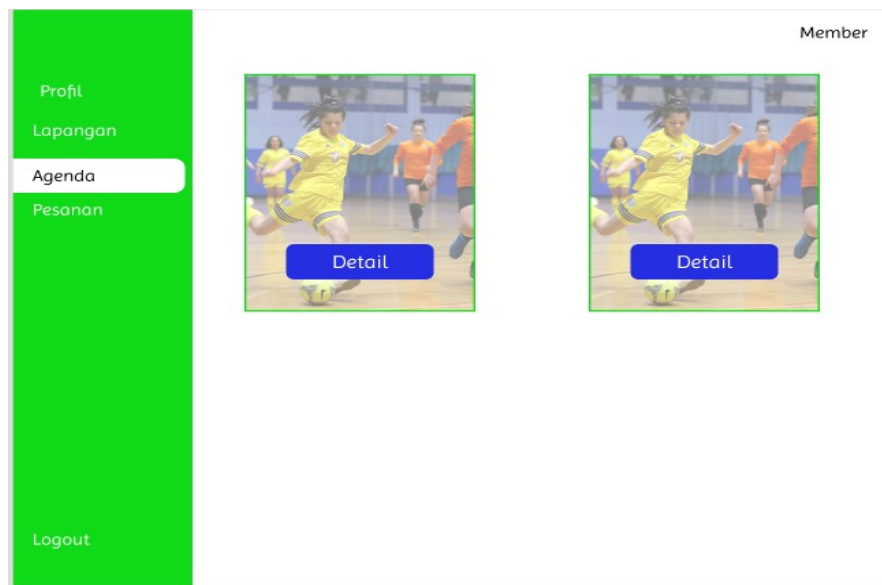 Member
Profil
Lapangan
Agenda
Pesanan
Detail
Detail
Logout